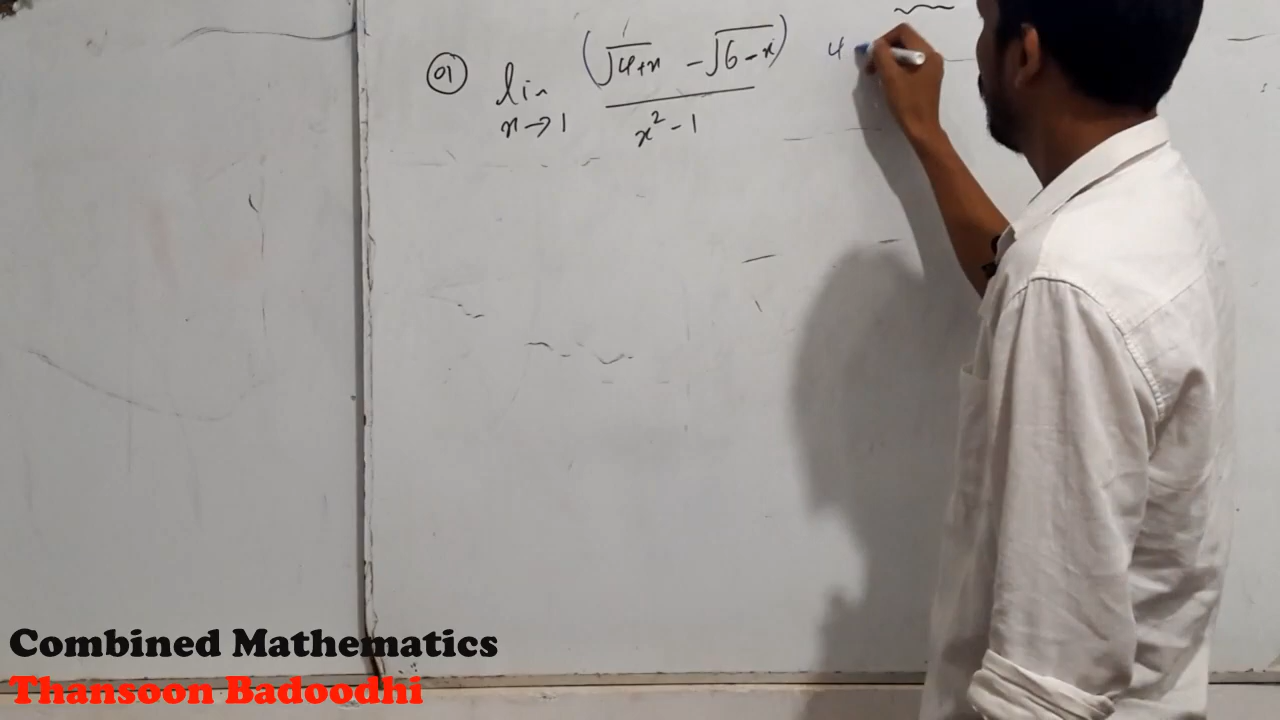 01 lim x→1 (√4+x − √6−x) / x² − 1 4
Combined Mathematics
Thansoon Badoodhi